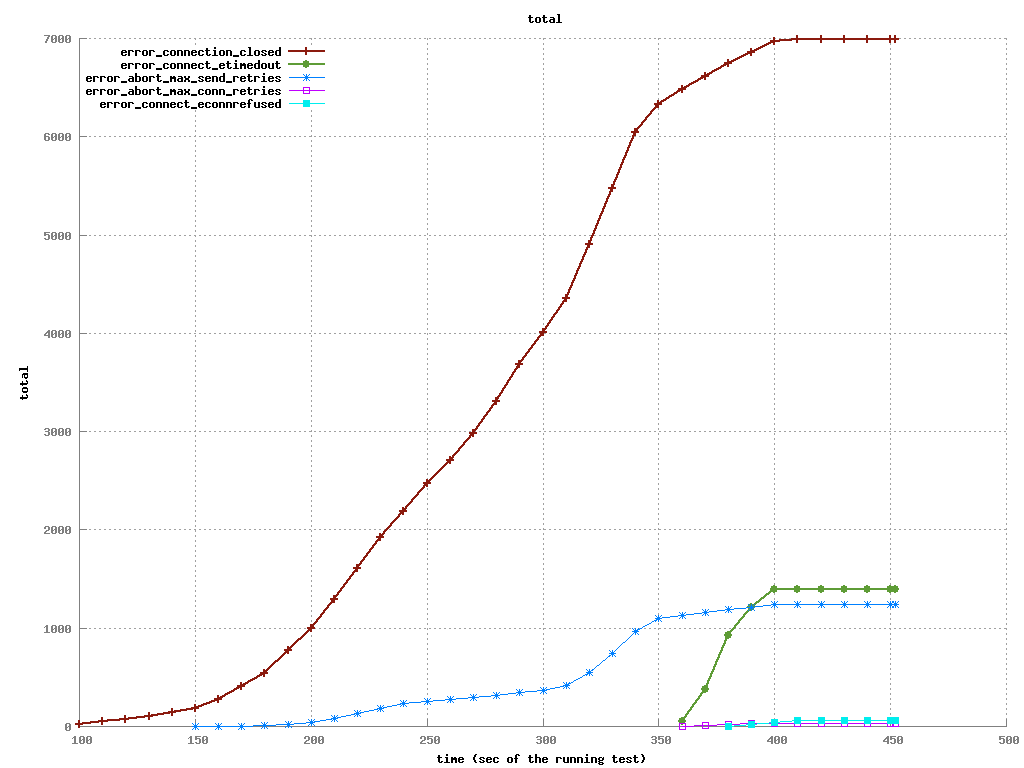 total
7000
6000
5000
4000
3000
2000
1000
0
total
error_connection_closed
error_connect_etimedout
error_abort_max_send_retries
error_abort_max_conn_retries
error_connect_econnrefused
100 150 200 250 300 350 400 450 500
time (sec of the running test)